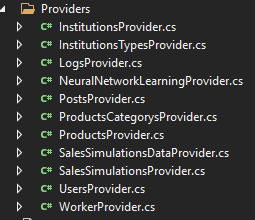 Providers
C# InstitutionsProvider.cs
C# InstitutionsTypesProvider.cs
C# LogsProvider.cs
C# NeuralNetworkLearningProvider.cs
C# PostsProvider.cs
C# ProductsCategorysProvider.cs
C# ProductsProvider.cs
C# SalesSimulationsDataProvider.cs
C# SalesSimulationsProvider.cs
C# UsersProvider.cs
C# WorkerProvider.cs